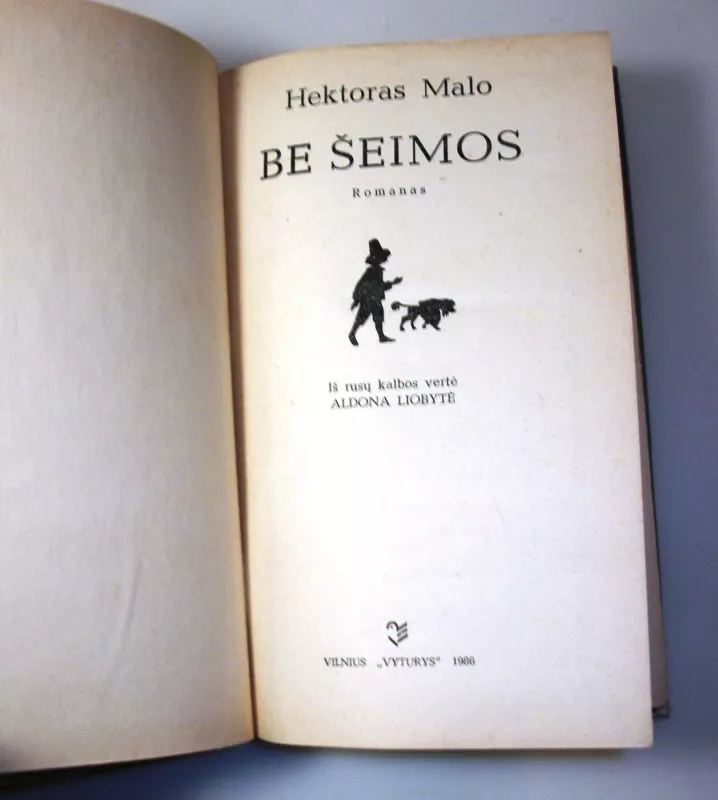 Hektoras Malo
BE ŠEIMOS
Romanas
Iš rusų kalbos vertė
ALDONA LIOBYTĖ
VILNIUS „VYTURYS“ 1986